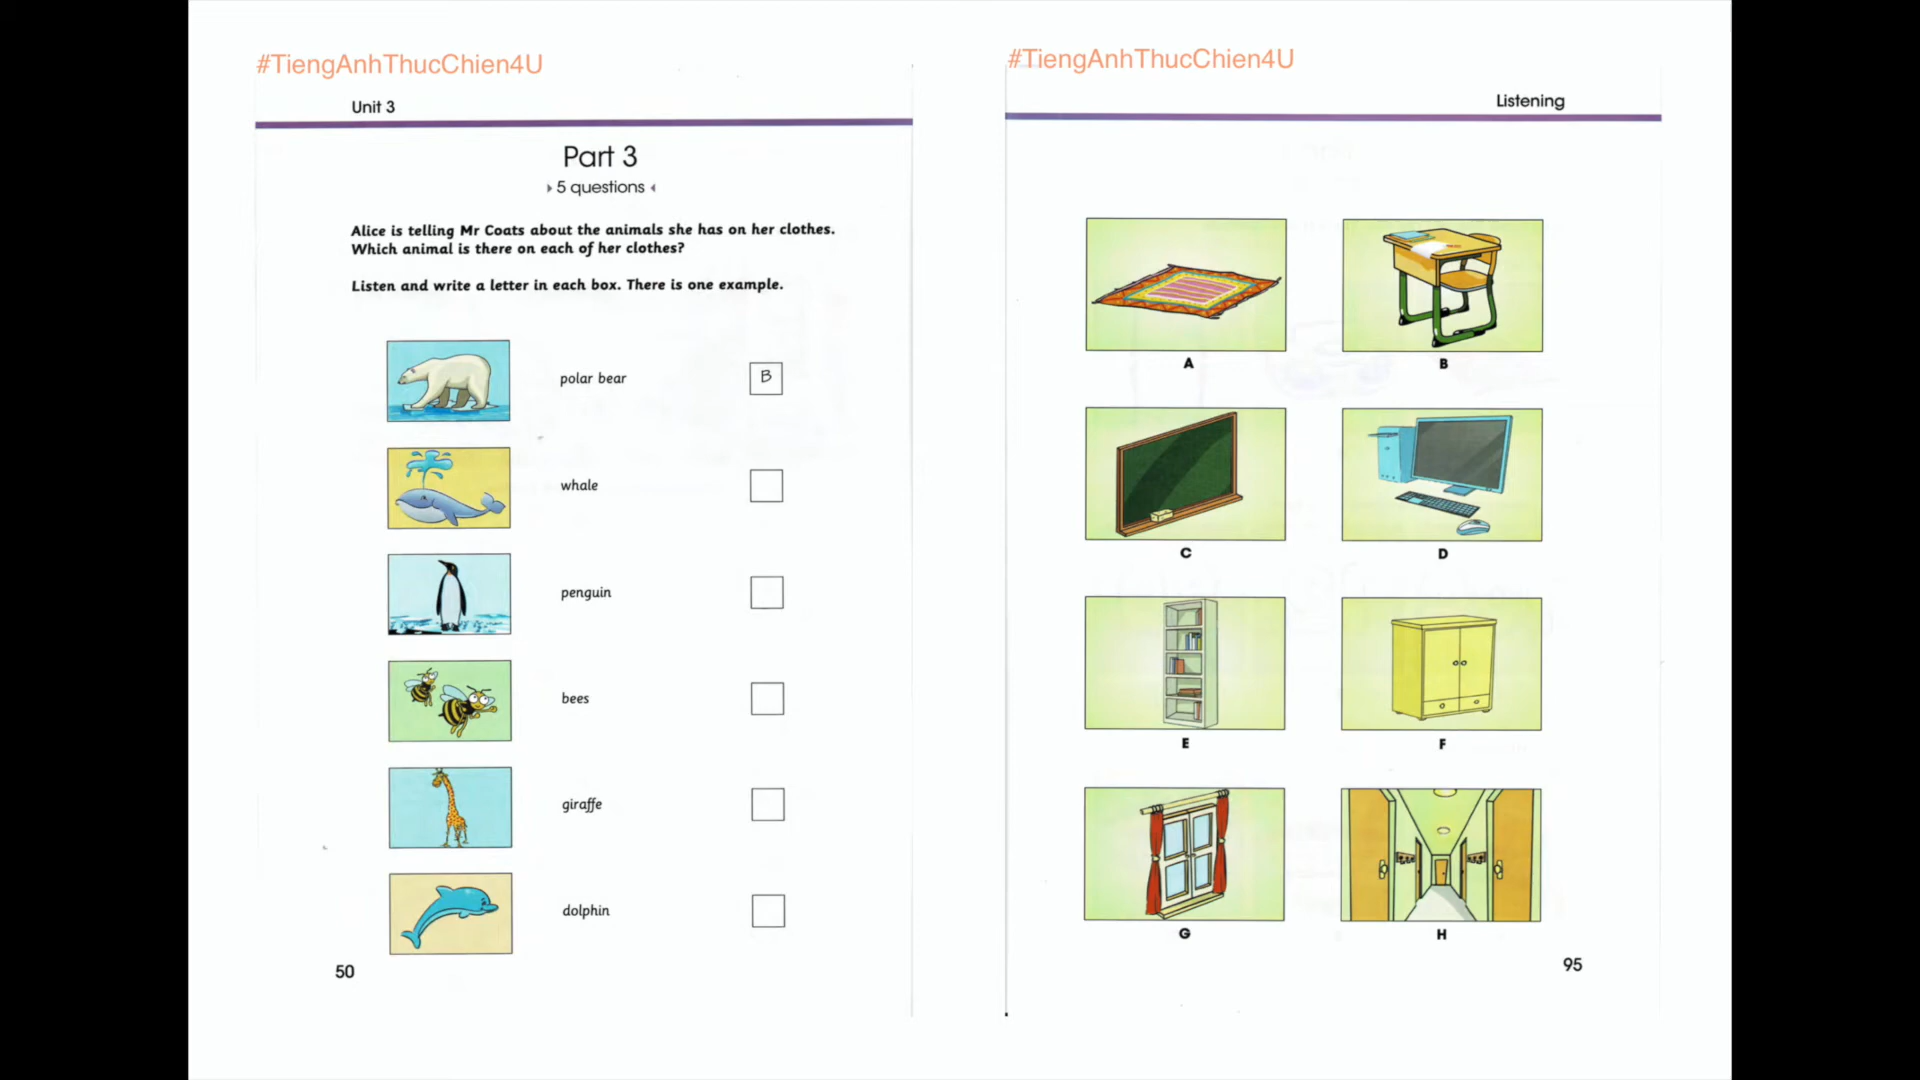 #TiengAnhThucChien4U
Unit 3
Part 3
5 questions
Alice is telling Mr Coats about the animals she has on her clothes.
Which animal is there on each of her clothes?
Listen and write a letter in each box. There is one example.
polar bear
B
whale
penguin
bees
giraffe
dolphin
50
#TiengAnhThucChien4U
Listening
A
B
C
D
E
F
G
H
95